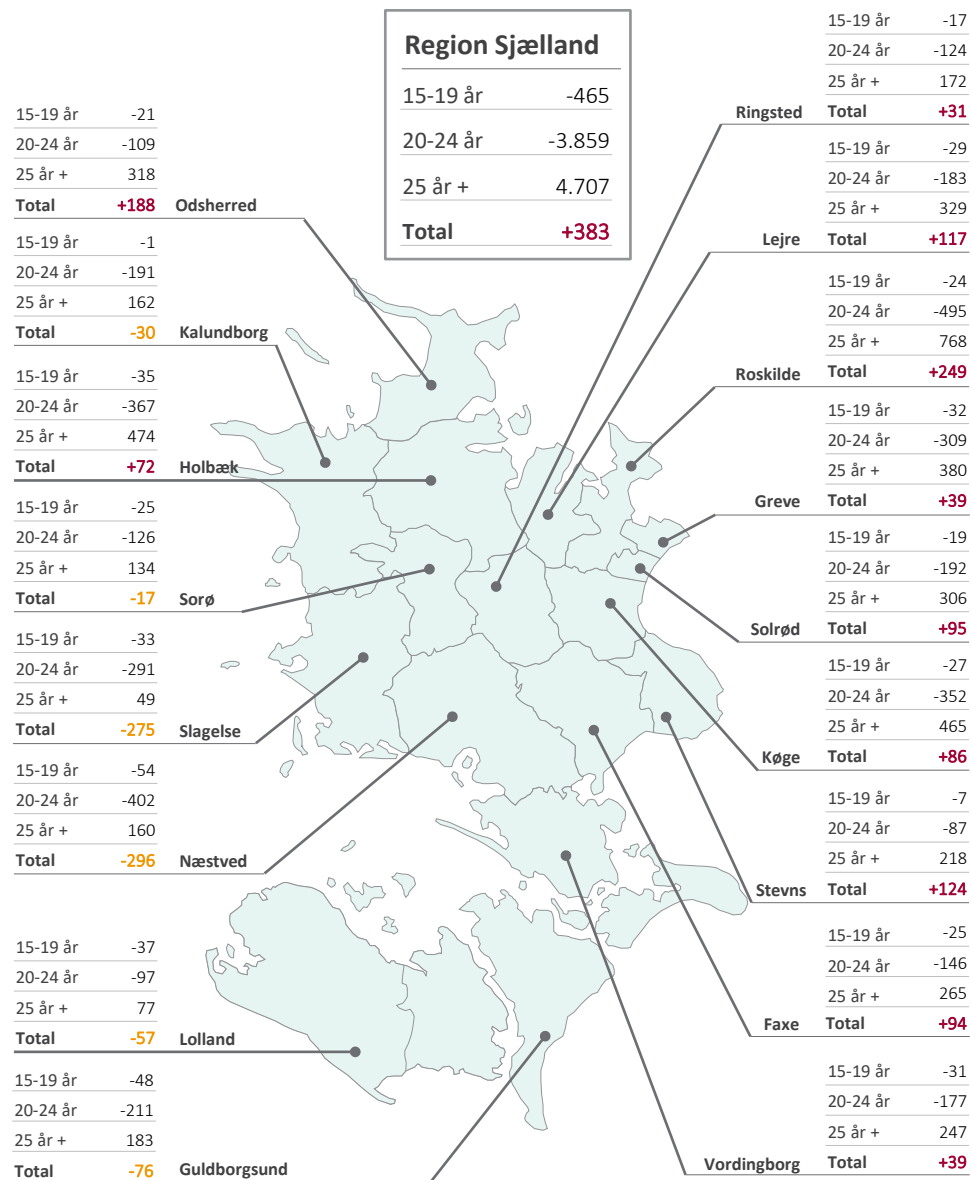 Region Sjælland
15-19 år -465
20-24 år -3.859
25 år + 4.707
Total +383
15-19 år -21
20-24 år -109
25 år + 318
Total +188 Odsherred
15-19 år -1
20-24 år -191
25 år + 162
Total -30 Kalundborg
15-19 år -35
20-24 år -367
25 år + 474
Total +72 Holbæk
15-19 år -25
20-24 år -126
25 år + 134
Total -17 Sorø
15-19 år -33
20-24 år -291
25 år + 49
Total -275 Slagelse
15-19 år -54
20-24 år -402
25 år + 160
Total -296 Næstved
15-19 år -37
20-24 år -97
25 år + 77
Total -57 Lolland
15-19 år -48
20-24 år -211
25 år + 183
Total -76 Guldborgsund
15-19 år -17
20-24 år -124
25 år + 172
Ringsted Total +31
15-19 år -29
20-24 år -183
25 år + 329
Lejre Total +117
15-19 år -24
20-24 år -495
25 år + 768
Roskilde Total +249
15-19 år -32
20-24 år -309
25 år + 380
Greve Total +39
15-19 år -19
20-24 år -192
25 år + 306
Solrød Total +95
15-19 år -27
20-24 år -352
25 år + 465
Køge Total +86
15-19 år -7
20-24 år -87
25 år + 218
Stevns Total +124
15-19 år -25
20-24 år -146
25 år + 265
Faxe Total +94
15-19 år -31
20-24 år -177
25 år + 247
Vordingborg Total +39